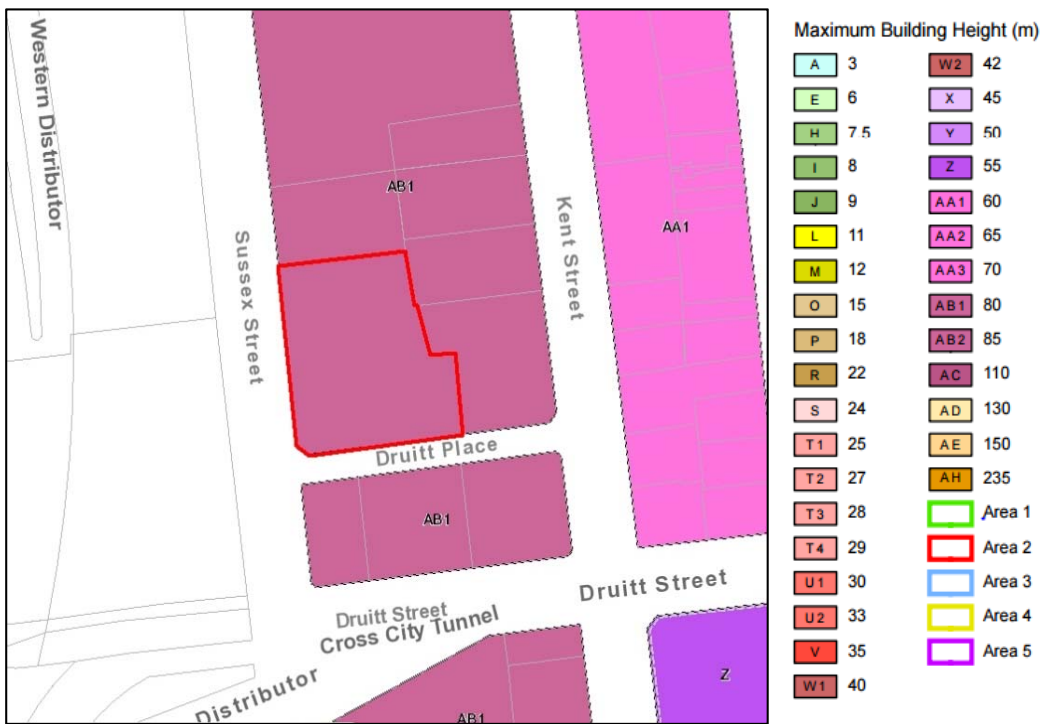 Western Distributor
AB1
Sussex Street
Kent Street
AA1
Druitt Place
AB1
Druitt Street
Druitt Street
Cross City Tunnel
Distributor
Z
AB1
Maximum Building Height (m)
A 3
E 6
H 7.5
I 8
J 9
L 11
M 12
O 15
P 18
R 22
S 24
T1 25
T2 27
T3 28
T4 29
U1 30
U2 33
V 35
W1 40
W2 42
X 45
Y 50
Z 55
AA1 60
AA2 65
AA3 70
AB1 80
AB2 85
AC 110
AD 130
AE 150
AH 235
Area 1
Area 2
Area 3
Area 4
Area 5